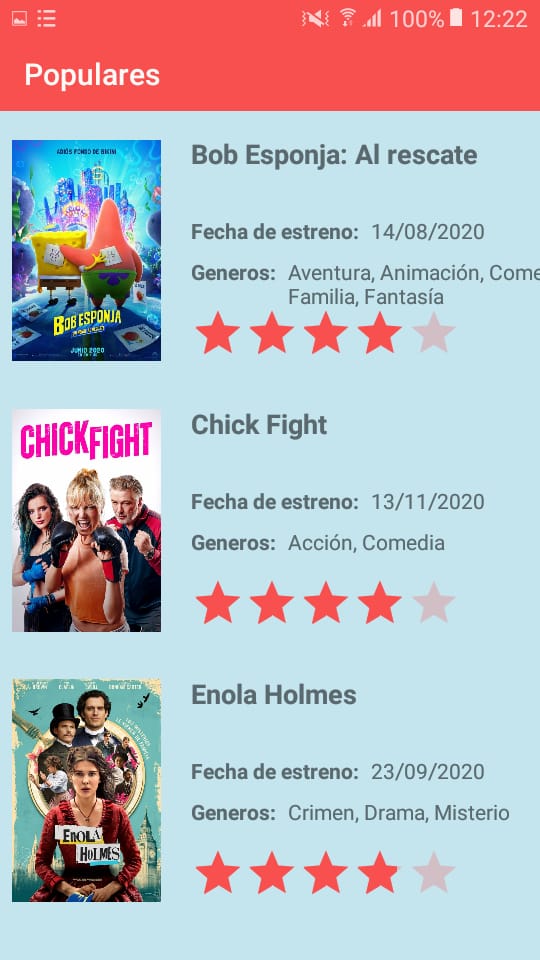 100% 12:22
Populares
ADIÓS FONDO DE BIKINI
BOB ESPONJA
JUNIO 2020
Bob Esponja: Al rescate
Fecha de estreno: 14/08/2020
Generos: Aventura, Animación, Come
Familia, Fantasía
CHICK FIGHT
Chick Fight
Fecha de estreno: 13/11/2020
Generos: Acción, Comedia
ENOLA
HOLMES
Enola Holmes
Fecha de estreno: 23/09/2020
Generos: Crimen, Drama, Misterio